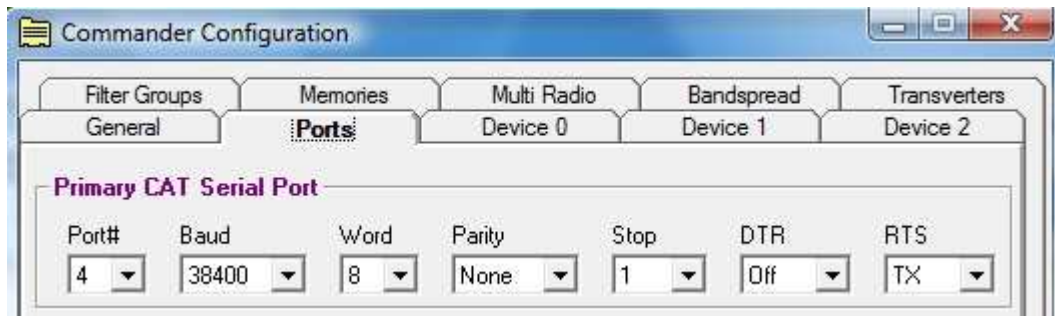 Commander Configuration
Filter Groups Memories Multi Radio Bandspread Transverters
General Ports Device 0 Device 1 Device 2
Primary CAT Serial Port
Port# Baud Word Parity Stop DTR RTS
4 38400 8 None 1 Off TX